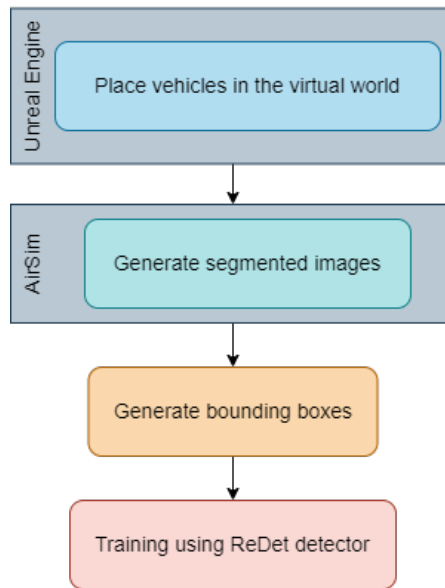 Unreal Engine
Place vehicles in the virtual world
AirSim
Generate segmented images
Generate bounding boxes
Training using ReDet detector